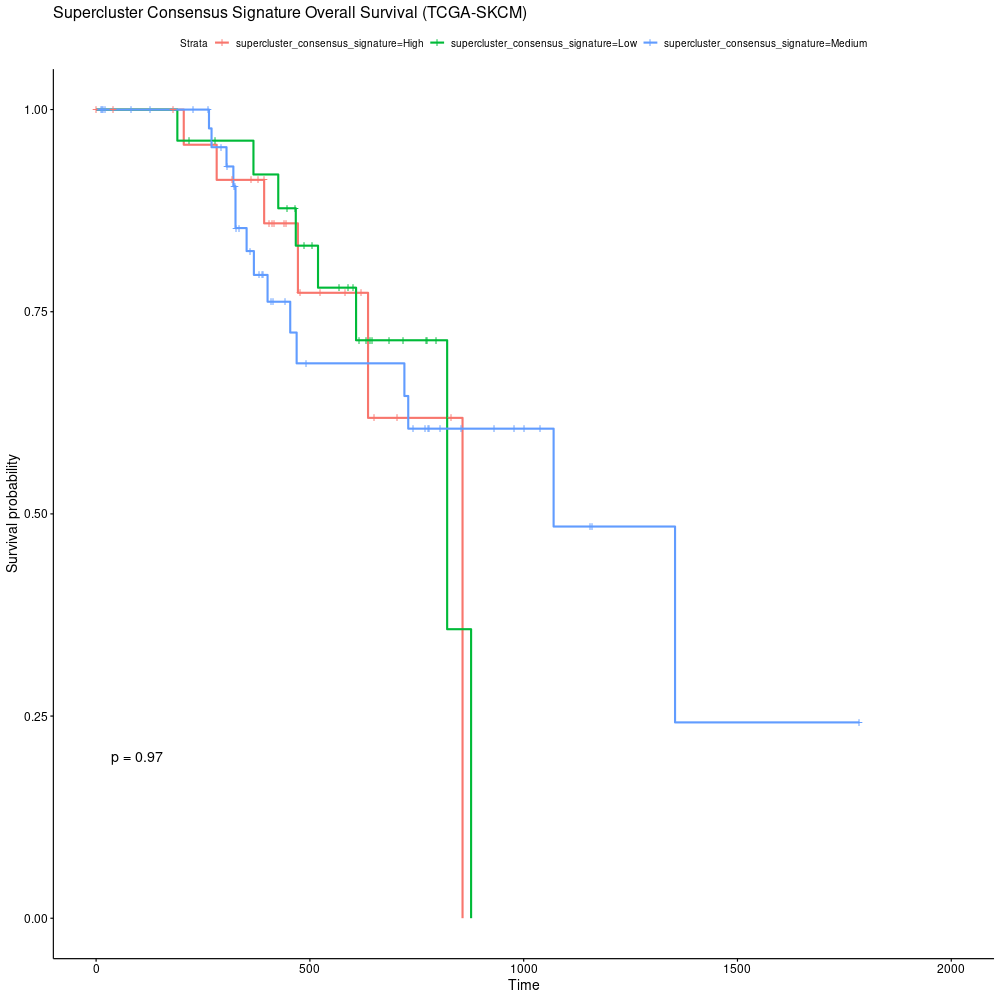 Supercluster Consensus Signature Overall Survival (TCGA-SKCM)
Strata supercluster_consensus_signature=High supercluster_consensus_signature=Low supercluster_consensus_signature=Medium
1.00
0.75
0.50
0.25
0.00
Survival probability
p = 0.97
0 500 1000 1500 2000
Time